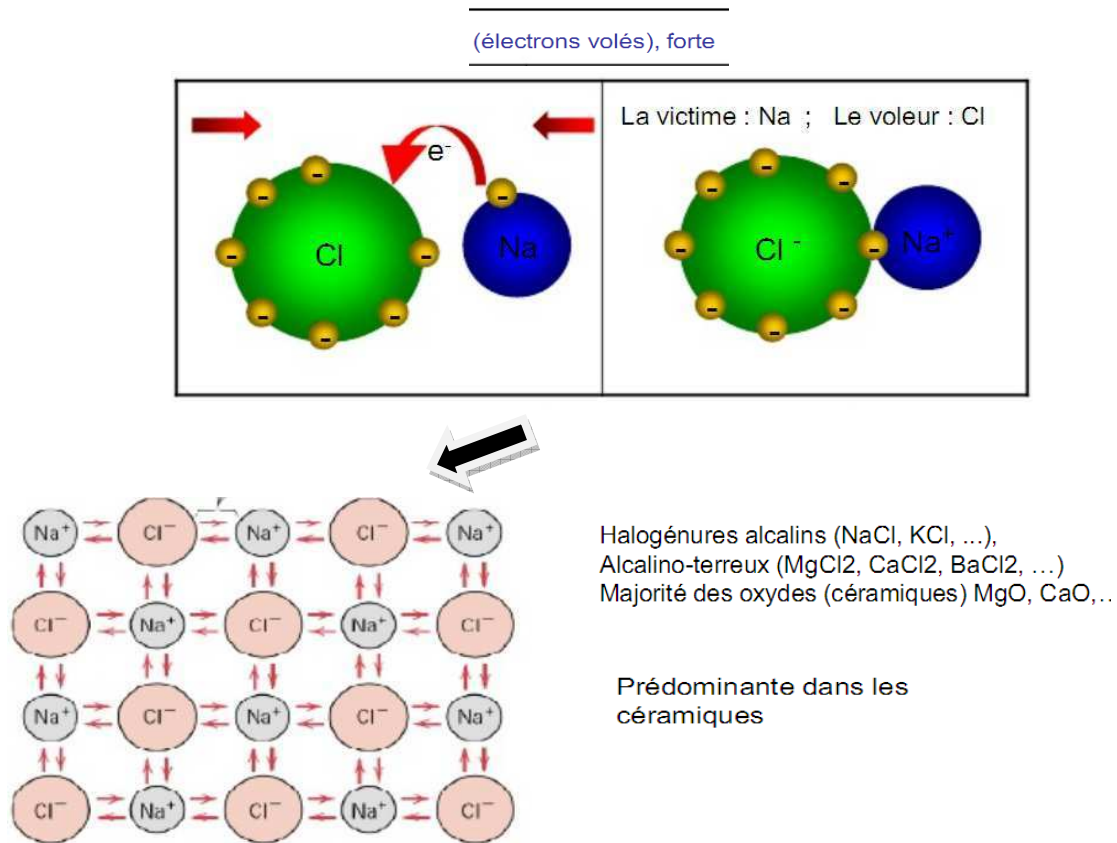 (électrons volés), forte
La victime : Na ; Le voleur : Cl
e-
Cl
Na
Cl -
Na+
- - - - - - - -
- - - - - - - -
Na+ Cl− Na+ Cl− Na+
Cl− Na+ Cl− Na+ Cl−
Na+ Cl− Na+ Cl− Na+
Cl− Na+ Cl− Na+ Cl−
Halogénures alcalins (NaCl, KCl, ...),
Alcalino-terreux (MgCl2, CaCl2, BaCl2, …)
Majorité des oxydes (céramiques) MgO, CaO,..
Prédominante dans les
céramiques